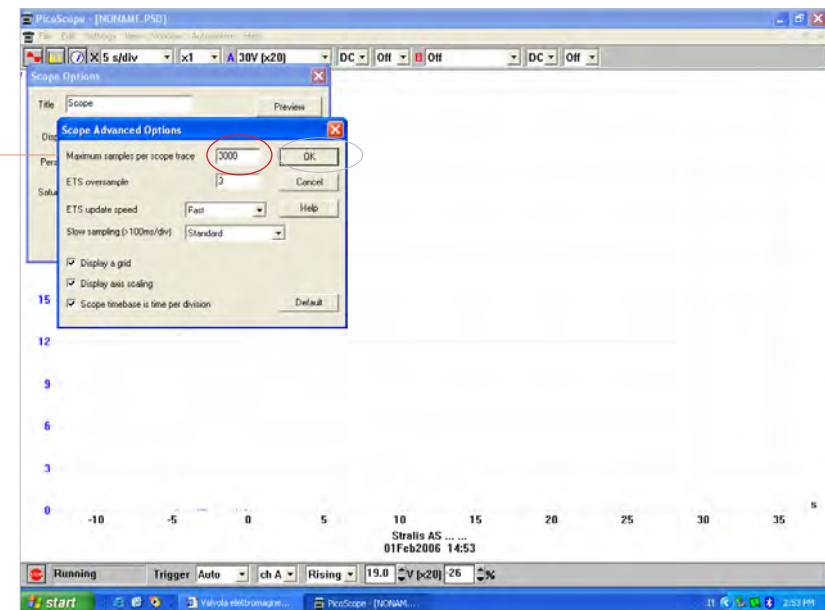 PicoScope - [NONAME.PSD]
File Edit Settings View Window Automotive Help
X 5 s/div x1 A 30V (x20) DC Off B Off DC Off
Scope Options
Title Scope Preview
Scope Advanced Options
Maximum samples per scope trace 3000 OK
ETS oversample 3 Cancel
ETS update speed Fast Help
Slow sampling (>100ms/div) Standard
Display a grid
Display axis scaling
Scope timebase is time per division Default
15
12
9
6
3
0
-10 -5 0 5 10 15 20 25 30 35 s
Stralis AS ... ...
01Feb2006 14:53
Running Trigger Auto ch A Rising 19.0 V (x20) -26 %
start Valvola elettromagne... PicoScope - [NONAM... IT 2:53 PM